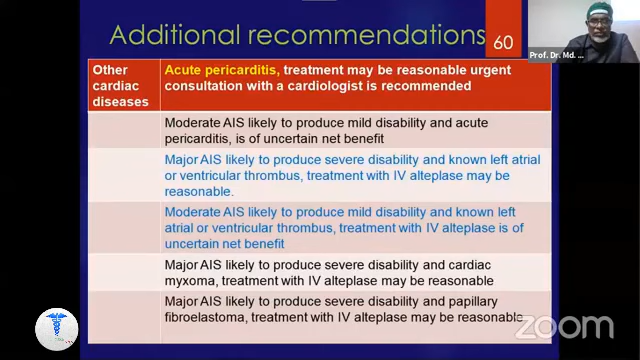 Additional recommendations
60
Prof. Dr. Md. ...
Other
cardiac
diseases
Acute pericarditis, treatment may be reasonable urgent
consultation with a cardiologist is recommended
Moderate AIS likely to produce mild disability and acute
pericarditis, is of uncertain net benefit
Major AIS likely to produce severe disability and known left atrial
or ventricular thrombus, treatment with IV alteplase may be
reasonable.
Moderate AIS likely to produce mild disability and known left
atrial or ventricular thrombus, treatment with IV alteplase is of
uncertain net benefit
Major AIS likely to produce severe disability and cardiac
myxoma, treatment with IV alteplase may be reasonable
Major AIS likely to produce severe disability and papillary
fibroelastoma, treatment with IV alteplase may be reasonable
zoom